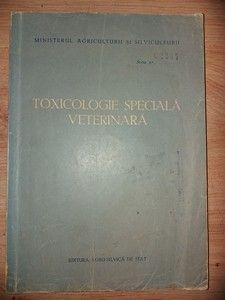 MINISTERUL AGRICULTURII ȘI SILVICULTURII
TOXICOLOGIE SPECIALĂ
VETERINARĂ
EDITURA AGRO-SILVICĂ DE STAT